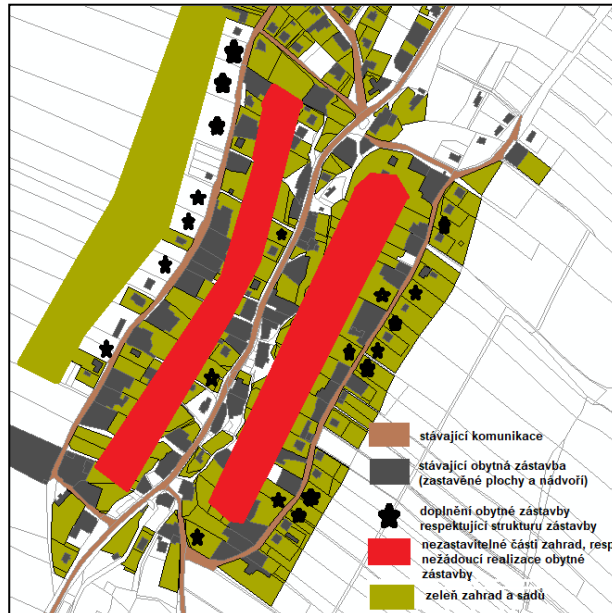 stávající komunikace
stávající obytná zástavba
(zastavěné plochy a nádvoří)
doplnění obytné zástavby
respektující strukturu zástavby
nezastavitelné části zahrad, resp
nežádoucí realizace obytné
zástavby
zeleň zahrad a sadů